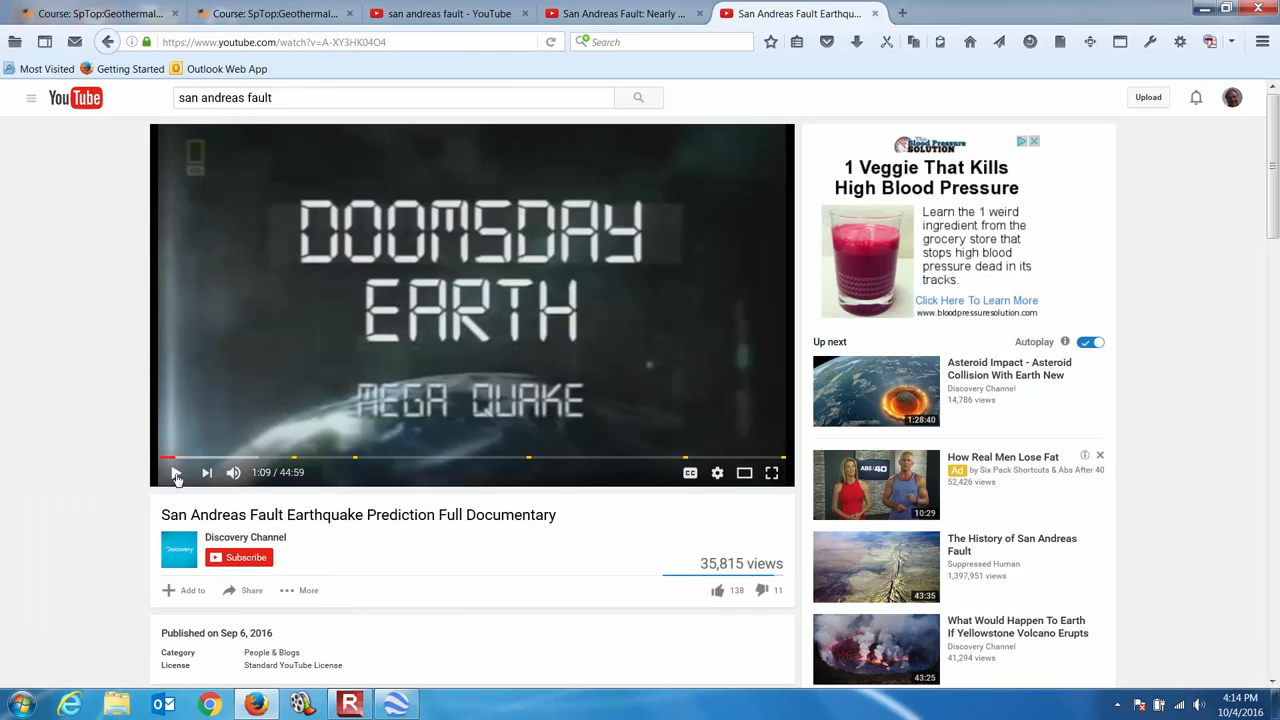 Course: SpTop:Geothermal...
Course: SpTop:Geothermal...
san andreas fault - YouTube
San Andreas Fault: Nearly ...
San Andreas Fault Earthqu...
https://www.youtube.com/watch?v=A-XY3HK04O4
Search
Most Visited
Getting Started
Outlook Web App
YouTube
san andreas fault
Upload
DOOMSDAY
EARTH
MEGA QUAKE
1:09 / 44:59
CC
San Andreas Fault Earthquake Prediction Full Documentary
Discovery
Discovery Channel
Subscribe
35,815 views
Add to
Share
More
138
11
Published on Sep 6, 2016
Category
People & Blogs
License
Standard YouTube License
The Blood Pressure
SOLUTION
1 Veggie That Kills
High Blood Pressure
Learn the 1 weird
ingredient from the
grocery store that
stops high blood
pressure dead in its
tracks.
Click Here To Learn More
www.bloodpressuresolution.com
Up next
Autoplay
Asteroid Impact - Asteroid
Collision With Earth New
Discovery Channel
14,786 views
1:28:40
How Real Men Lose Fat
Ad by Six Pack Shortcuts & Abs After 40
52,426 views
ABS 40
10:29
The History of San Andreas
Fault
Suppressed Human
1,397,951 views
43:35
What Would Happen To Earth
If Yellowstone Volcano Erupts
Discovery Channel
41,294 views
43:25
4:14 PM
10/4/2016